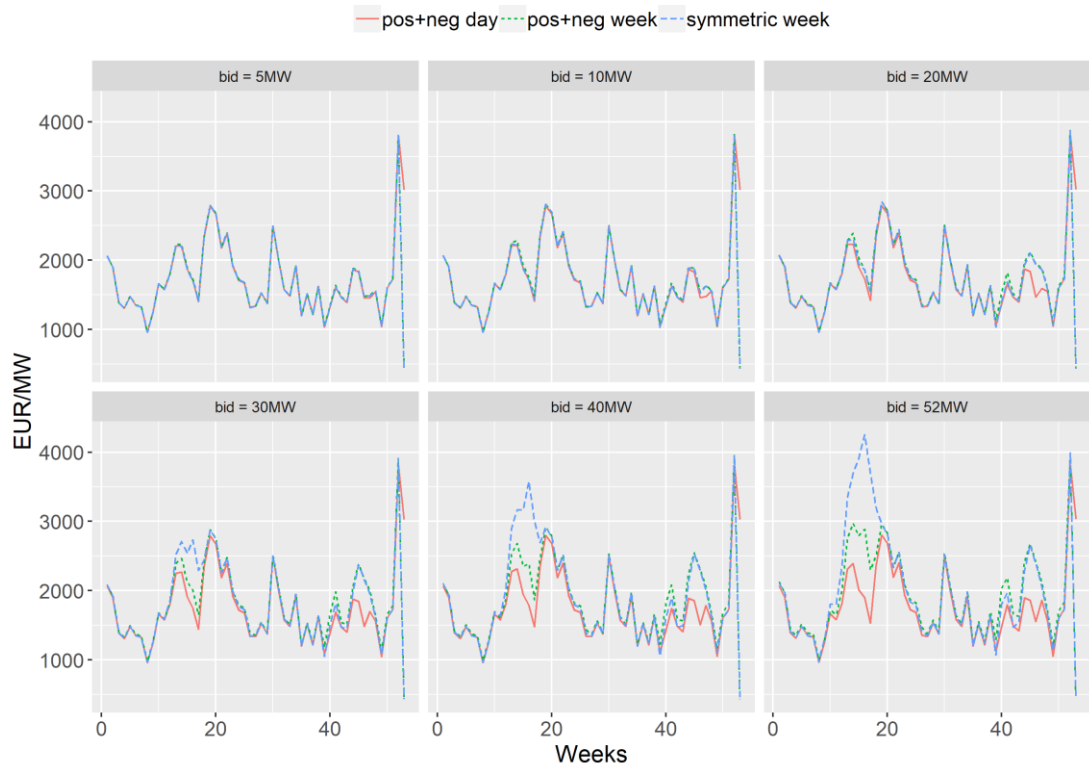 pos+neg day pos+neg week symmetric week
bid = 5MW bid = 10MW bid = 20MW
4000
3000
2000
1000
EUR/MW
bid = 30MW bid = 40MW bid = 52MW
4000
3000
2000
1000
0 20 40 0 20 40 0 20 40
Weeks